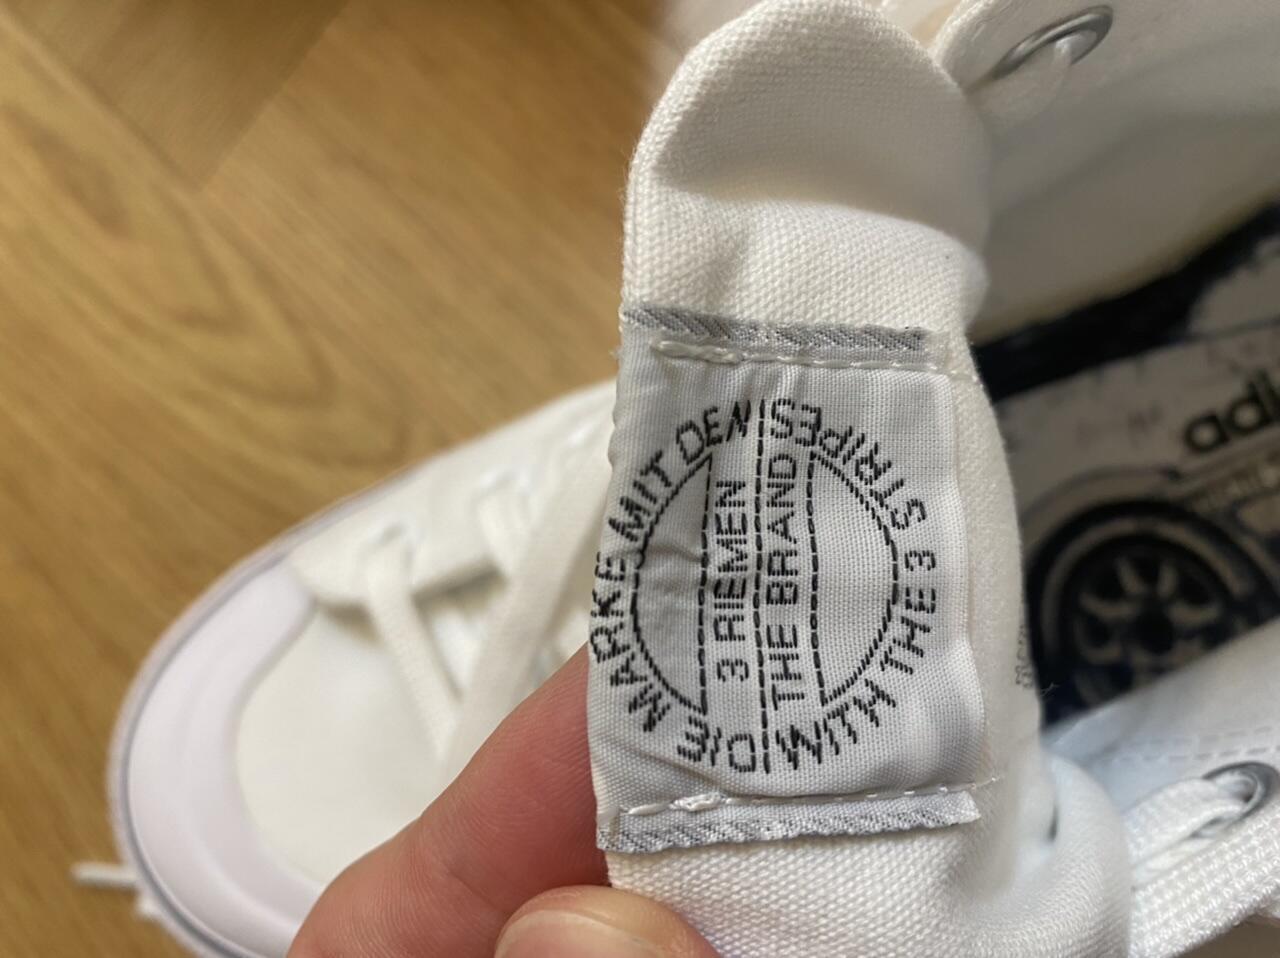 DIE MARKE MIT DEN
3 RIEMEN
THE BRAND
WITH THE 3 STRIPES
adi